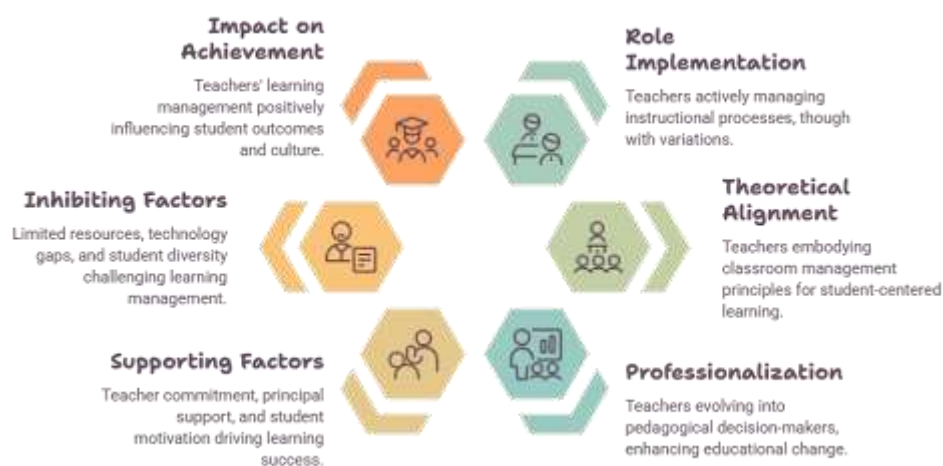 Impact on
Achievement
Teachers' learning
management positively
influencing student outcomes
and culture.
Role
Implementation
Teachers actively managing
instructional processes, though
with variations.
Inhibiting Factors
Limited resources, technology
gaps, and student diversity
challenging learning
management.
Theoretical
Alignment
Teachers embodying
classroom management
principles for student-centered
learning.
Supporting Factors
Teacher commitment, principal
support, and student
motivation driving learning
success.
Professionalization
Teachers evolving into
pedagogical decision-makers,
enhancing educational change.